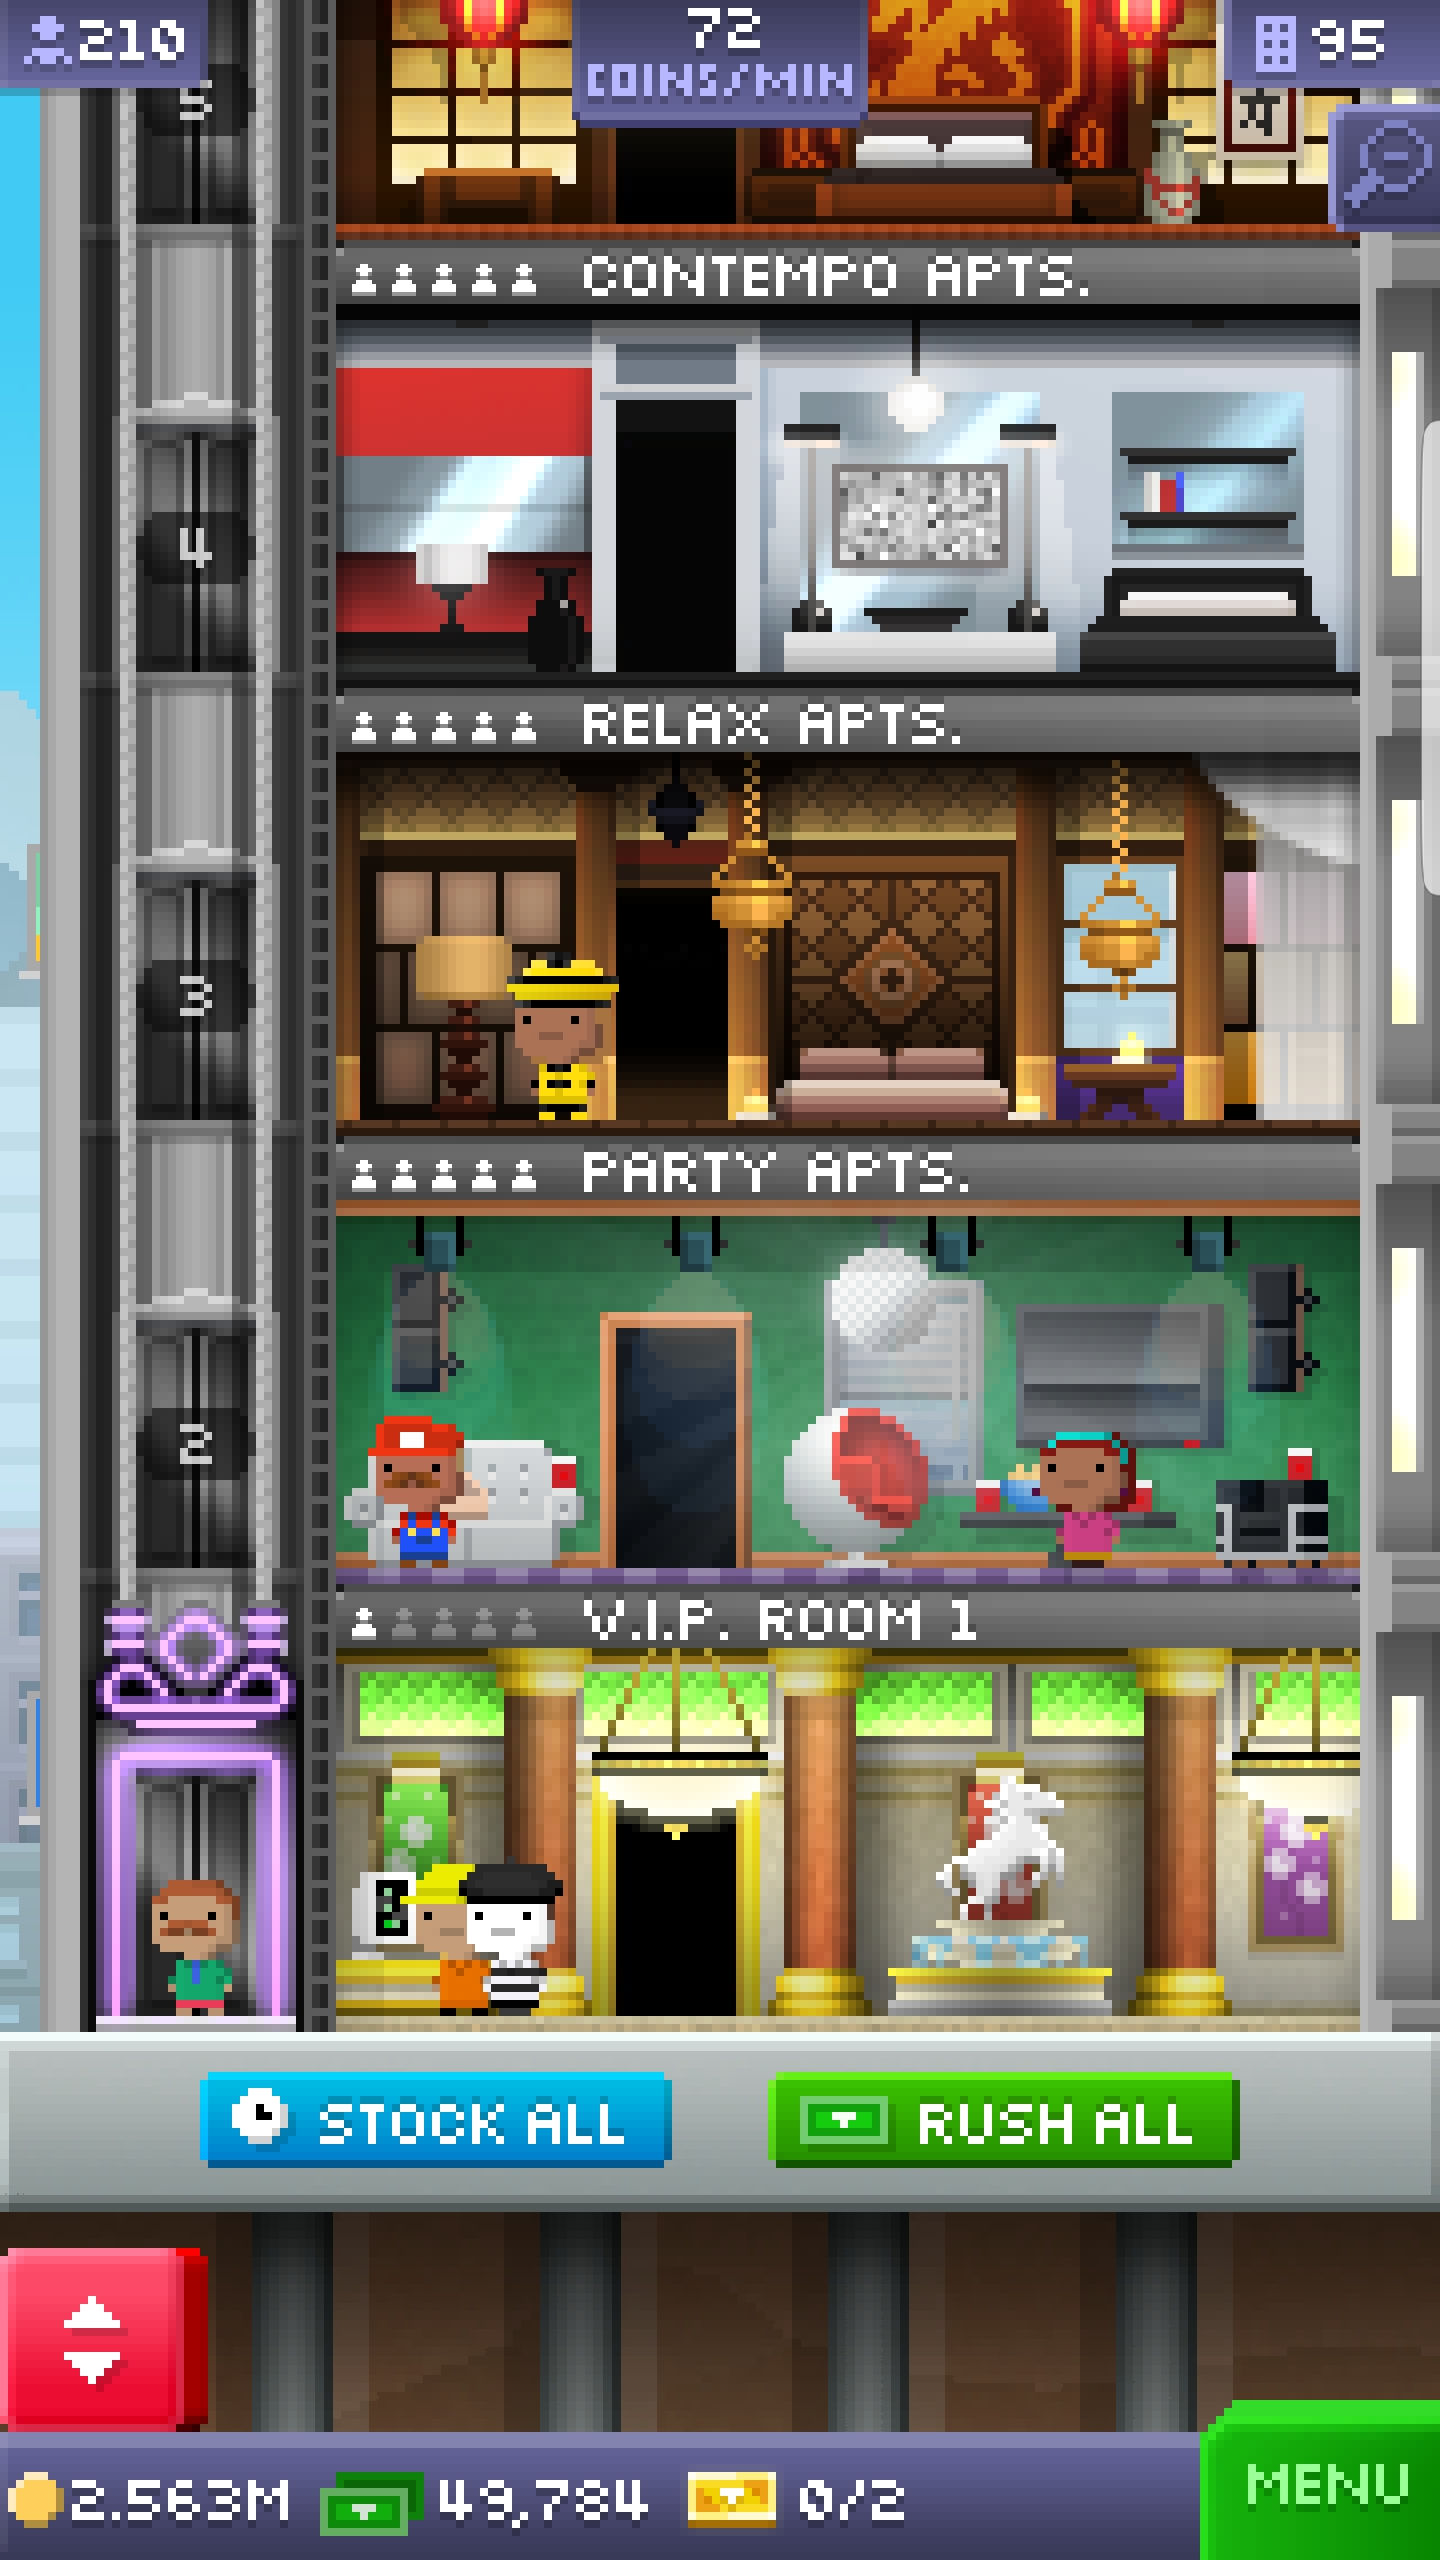 210
72
COINS/MIN
95
5
CONTEMPO APTS.
4
RELAX APTS.
3
PARTY APTS.
2
V.I.P. ROOM 1
STOCK ALL
RUSH ALL
2.563M
49,784
0/2
MENU